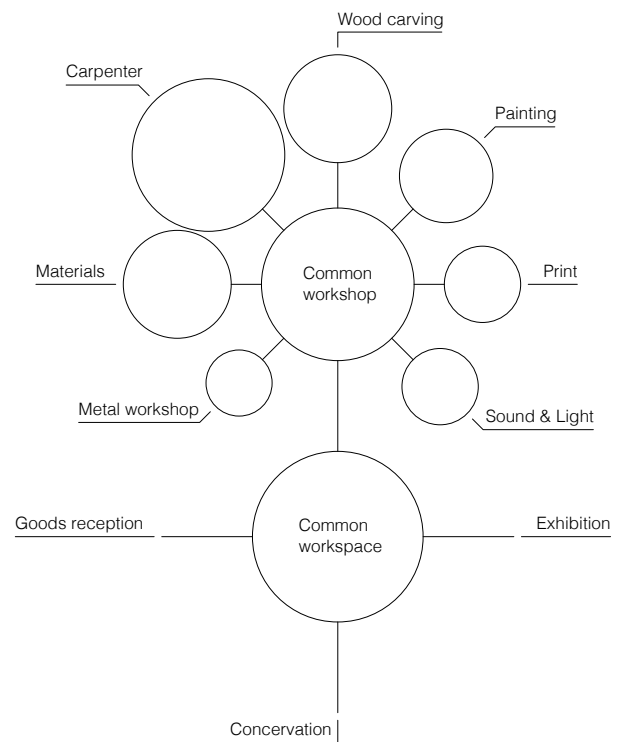 Wood carving
Carpenter
Painting
Materials
Common
workshop
Print
Metal workshop
Sound & Light
Goods reception
Common
workspace
Exhibition
Concervation